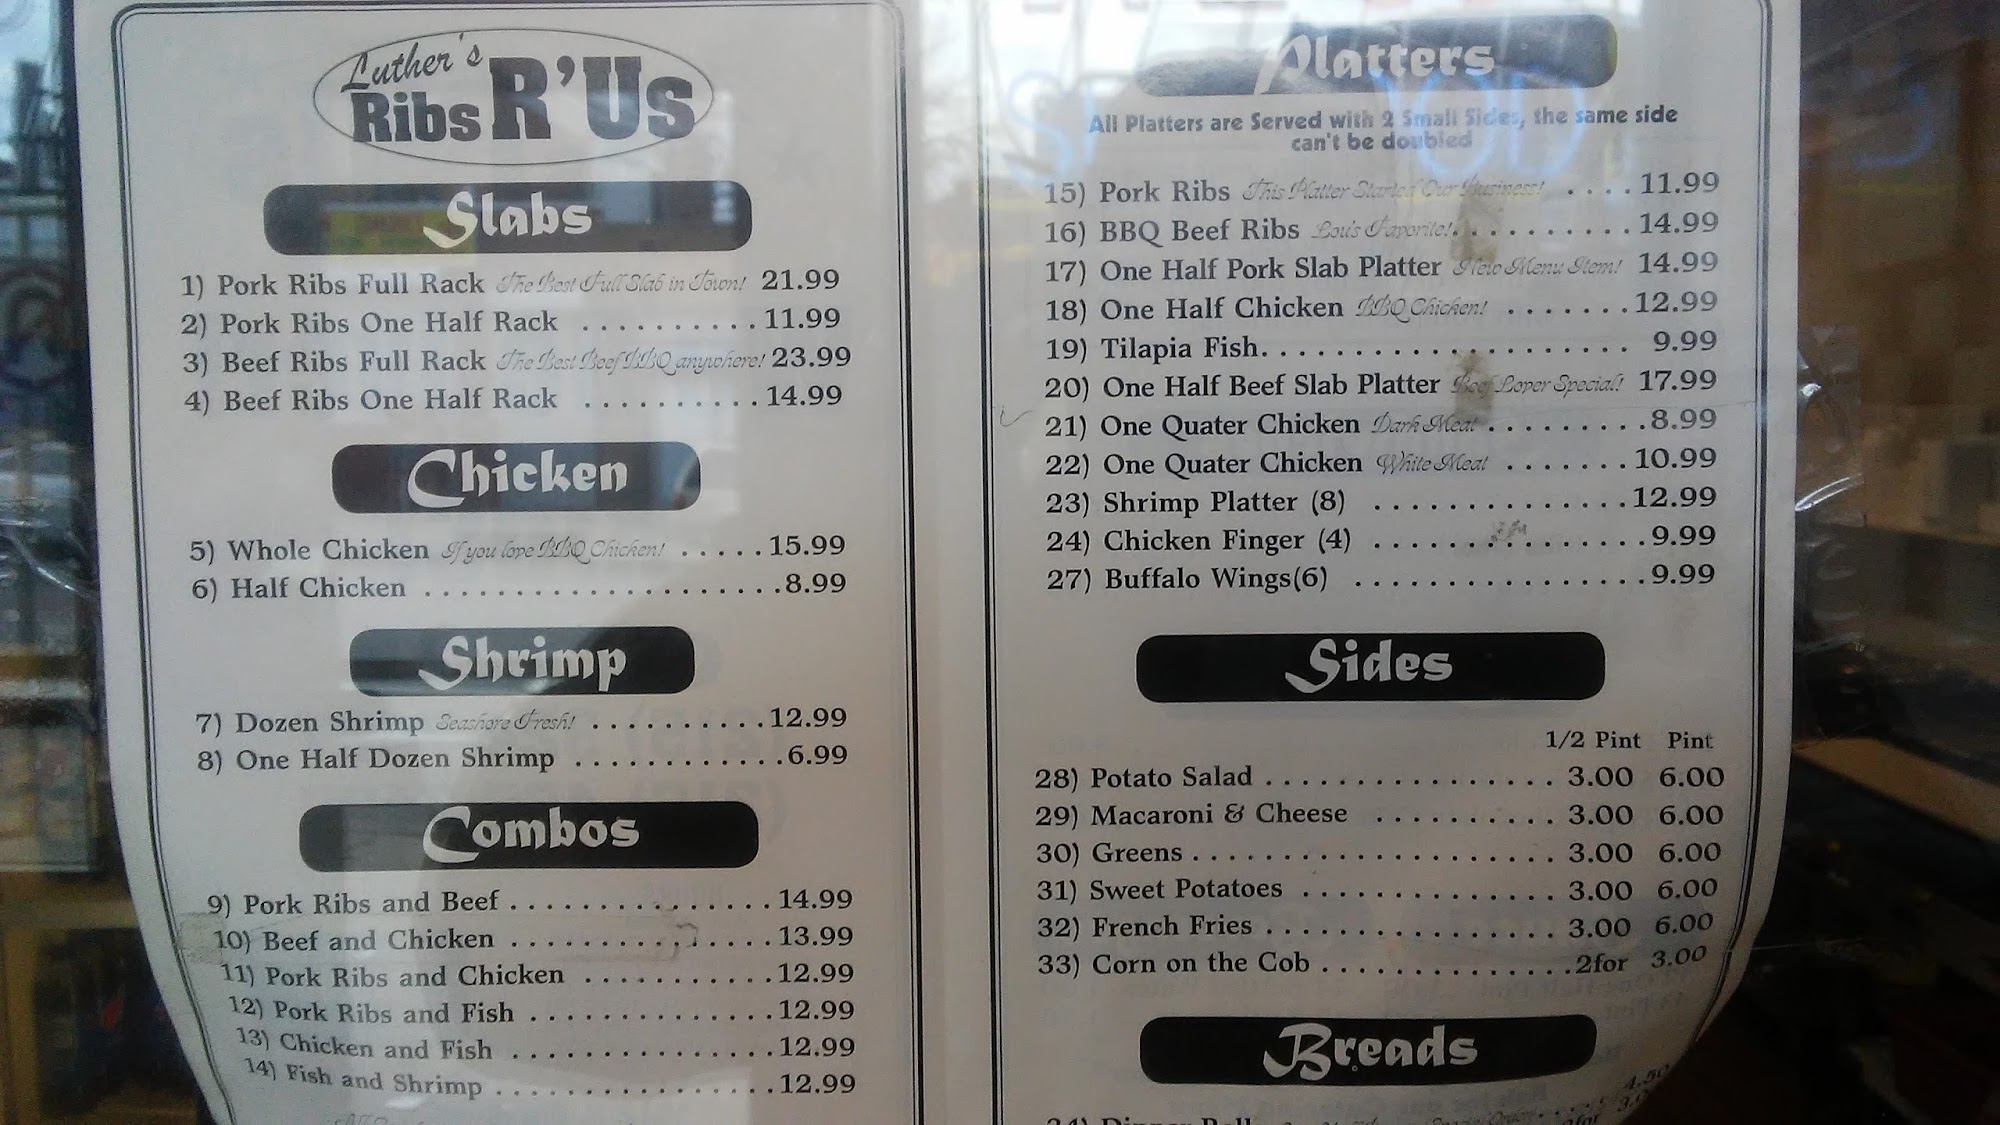 Luther's
Ribs R'Us
Slabs
1) Pork Ribs Full Rack The Best Full Slab in Town! 21.99
2) Pork Ribs One Half Rack . . . . . . . . . . 11.99
3) Beef Ribs Full Rack The Best Beef BBQ anywhere! 23.99
4) Beef Ribs One Half Rack . . . . . . . . . . 14.99
Chicken
5) Whole Chicken If you love BBQ Chicken! . . . . . 15.99
6) Half Chicken . . . . . . . . . . . . . . . . . . . . 8.99
Shrimp
7) Dozen Shrimp Seashore Fresh! . . . . . . . . . . 12.99
8) One Half Dozen Shrimp . . . . . . . . . . . . 6.99
Combos
9) Pork Ribs and Beef . . . . . . . . . . . . . . . 14.99
10) Beef and Chicken . . . . . . . . . . . . . . . 13.99
11) Pork Ribs and Chicken . . . . . . . . . . . 12.99
12) Pork Ribs and Fish . . . . . . . . . . . . . . 12.99
13) Chicken and Fish . . . . . . . . . . . . . . . 12.99
14) Fish and Shrimp . . . . . . . . . . . . . . . . 12.99
Platters
All Platters are Served with 2 Small Sides, the same side
can't be doubled
15) Pork Ribs This Platter Started Our Business! . . . . 11.99
16) BBQ Beef Ribs Lou's Favorite! . . . . . . . . . . 14.99
17) One Half Pork Slab Platter New Menu Item! 14.99
18) One Half Chicken BBQ Chicken! . . . . . . . 12.99
19) Tilapia Fish. . . . . . . . . . . . . . . . . . . . 9.99
20) One Half Beef Slab Platter Beef Lover Special! 17.99
21) One Quater Chicken Dark Meat . . . . . . . . . 8.99
22) One Quater Chicken White Meat . . . . . . . 10.99
23) Shrimp Platter (8) . . . . . . . . . . . . . . 12.99
24) Chicken Finger (4) . . . . . . . . . . . . . . . 9.99
27) Buffalo Wings(6) . . . . . . . . . . . . . . . . 9.99
Sides
1/2 Pint Pint
28) Potato Salad . . . . . . . . . . . . . . . . 3.00 6.00
29) Macaroni & Cheese . . . . . . . . . . 3.00 6.00
30) Greens . . . . . . . . . . . . . . . . . . . . 3.00 6.00
31) Sweet Potatoes . . . . . . . . . . . . . . 3.00 6.00
32) French Fries . . . . . . . . . . . . . . . . 3.00 6.00
33) Corn on the Cob . . . . . . . . . . . . . . 2for 3.00
Breads
4.50